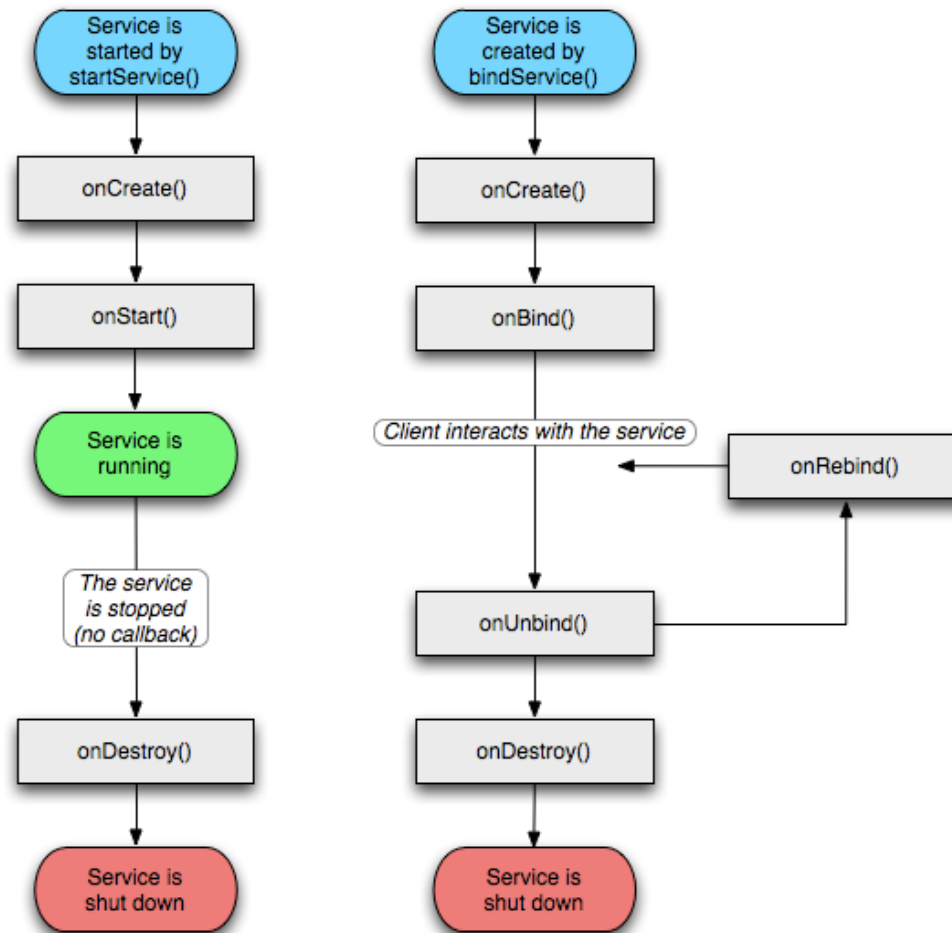 Service is
started by
startService()
onCreate()
onStart()
Service is
running
The service
is stopped
(no callback)
onDestroy()
Service is
shut down
Service is
created by
bindService()
onCreate()
onBind()
Client interacts with the service
onRebind()
onUnbind()
onDestroy()
Service is
shut down